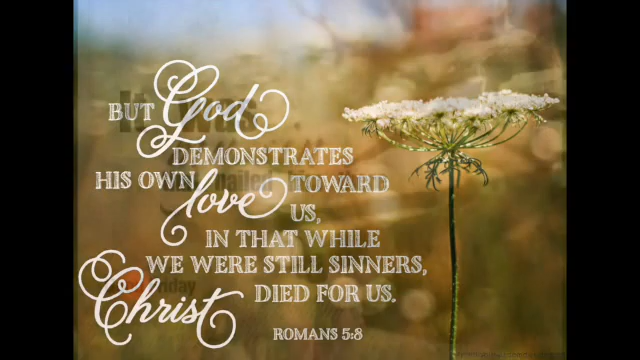 BUT God
DEMONSTRATES
HIS OWN love TOWARD
US,
IN THAT WHILE
WE WERE STILL SINNERS,
Christ DIED FOR US.
ROMANS 5:8